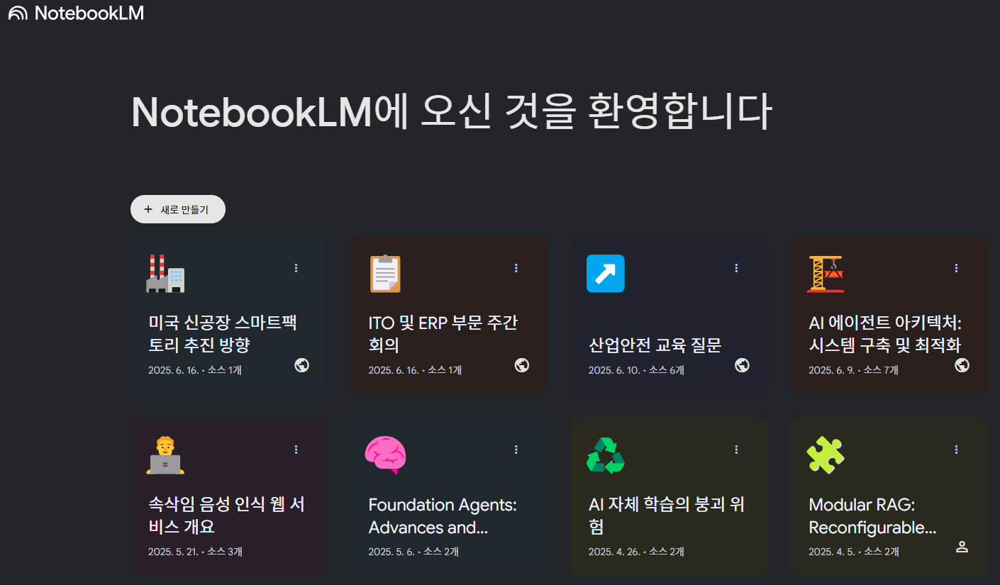 NotebookLM
NotebookLM에 오신 것을 환영합니다
+ 새로 만들기
미국 신공장 스마트팩
토리 추진 방향
2025. 6. 16. · 소스 1개
ITO 및 ERP 부문 주간
회의
2025. 6. 16. · 소스 1개
산업안전 교육 질문
2025. 6. 10. · 소스 6개
AI 에이전트 아키텍처:
시스템 구축 및 최적화
2025. 6. 9. · 소스 7개
속삭임 음성 인식 웹 서
비스 개요
2025. 5. 21. · 소스 3개
Foundation Agents:
Advances and...
2025. 5. 6. · 소스 2개
AI 자체 학습의 붕괴 위
험
2025. 4. 26. · 소스 2개
Modular RAG:
Reconfigurable...
2025. 4. 5. · 소스 2개